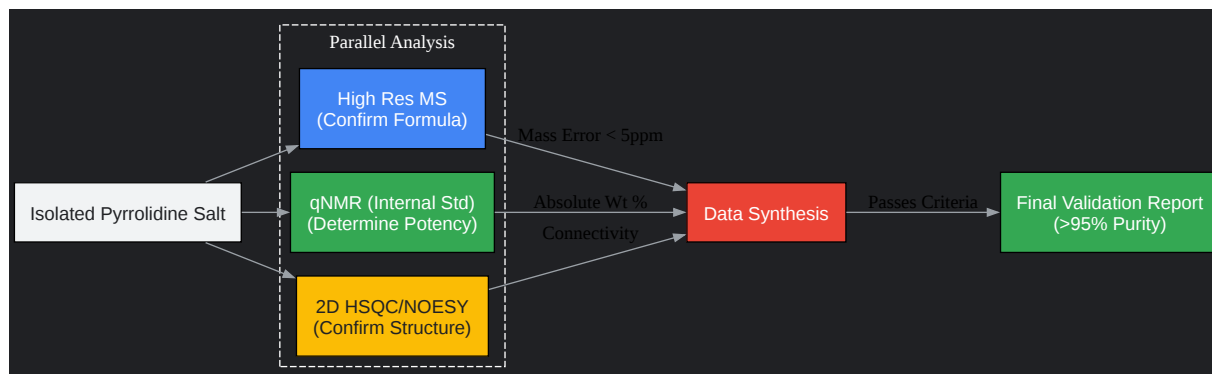 Parallel Analysis
High Res MS
(Confirm Formula)
Mass Error < 5ppm
Isolated Pyrrolidine Salt
qNMR (Internal Std)
(Determine Potency)
Absolute Wt %
Connectivity
Data Synthesis
Passes Criteria
Final Validation Report
(>95% Purity)
2D HSQC/NOESY
(Confirm Structure)